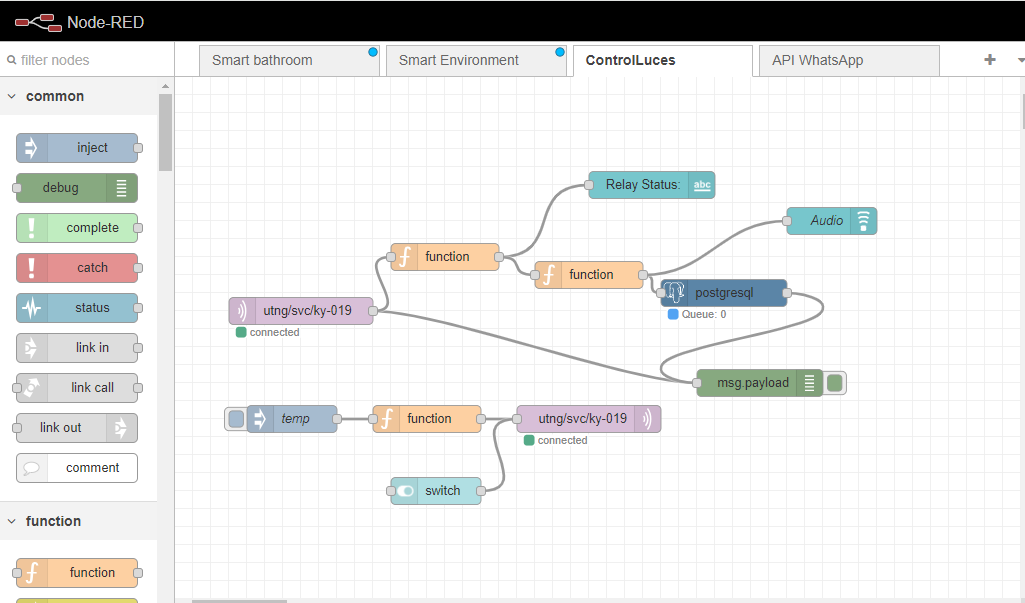 Node-RED
filter nodes
Smart bathroom
Smart Environment
ControlLuces
API WhatsApp
common
inject
debug
complete
catch
status
link in
link call
link out
comment
function
function
Relay Status:
abc
Audio
function
function
postgresql
Queue: 0
utng/svc/ky-019
connected
msg.payload
temp
function
utng/svc/ky-019
connected
switch